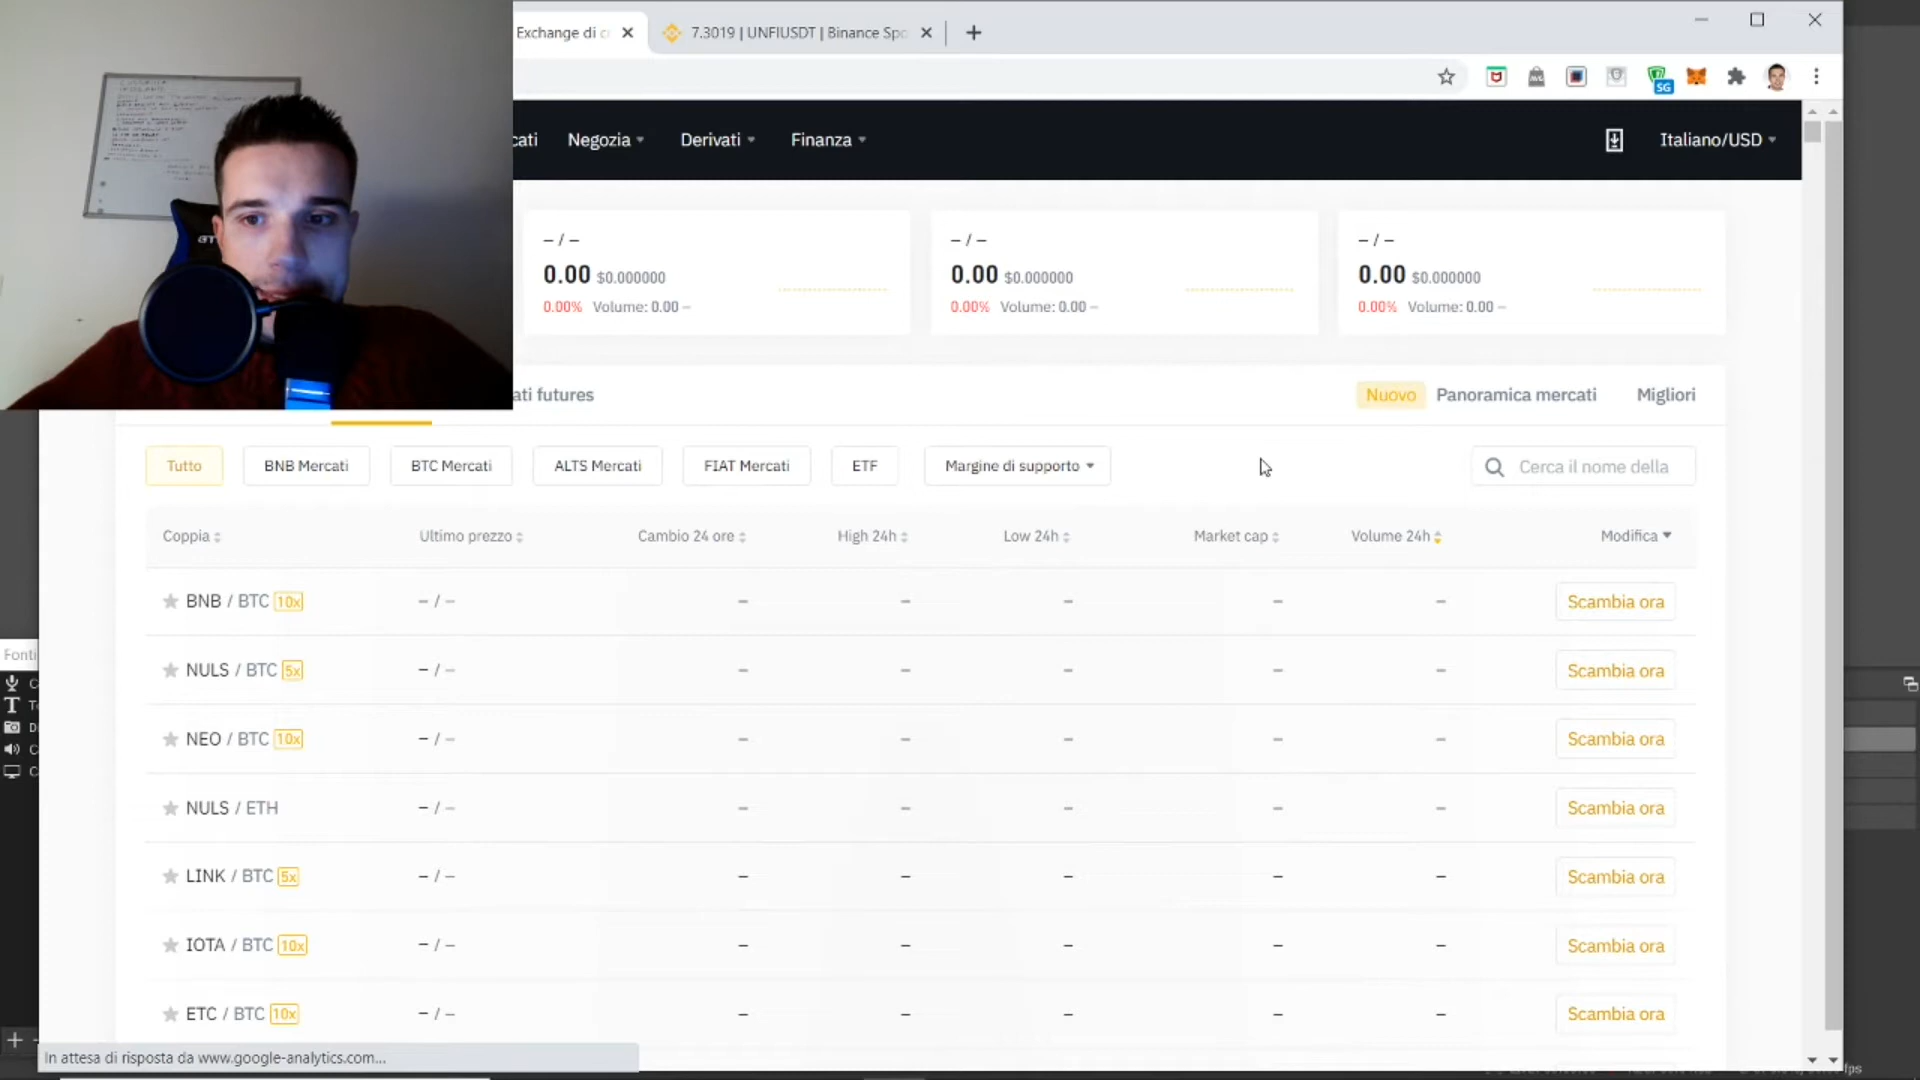 Exchange di c
7.3019 | UNFIUSDT | Binance Spo
SG
cati Negozia Derivati Finanza Italiano/USD
– / – – / – – / –
0.00 $0.000000 0.00 $0.000000 0.00 $0.000000
0.00% Volume: 0.00 – 0.00% Volume: 0.00 – 0.00% Volume: 0.00 –
ati futures Nuovo Panoramica mercati Migliori
Tutto BNB Mercati BTC Mercati ALTS Mercati FIAT Mercati ETF Margine di supporto Cerca il nome della
Coppia Ultimo prezzo Cambio 24 ore High 24h Low 24h Market cap Volume 24h Modifica
BNB / BTC 10x – / – – – – – – Scambia ora
NULS / BTC 5x – / – – – – – – Scambia ora
NEO / BTC 10x – / – – – – – – Scambia ora
NULS / ETH – / – – – – – – Scambia ora
LINK / BTC 5x – / – – – – – – Scambia ora
IOTA / BTC 10x – / – – – – – – Scambia ora
ETC / BTC 10x – / – – – – – – Scambia ora
Fonti
In attesa di risposta da www.google-analytics.com...
fps